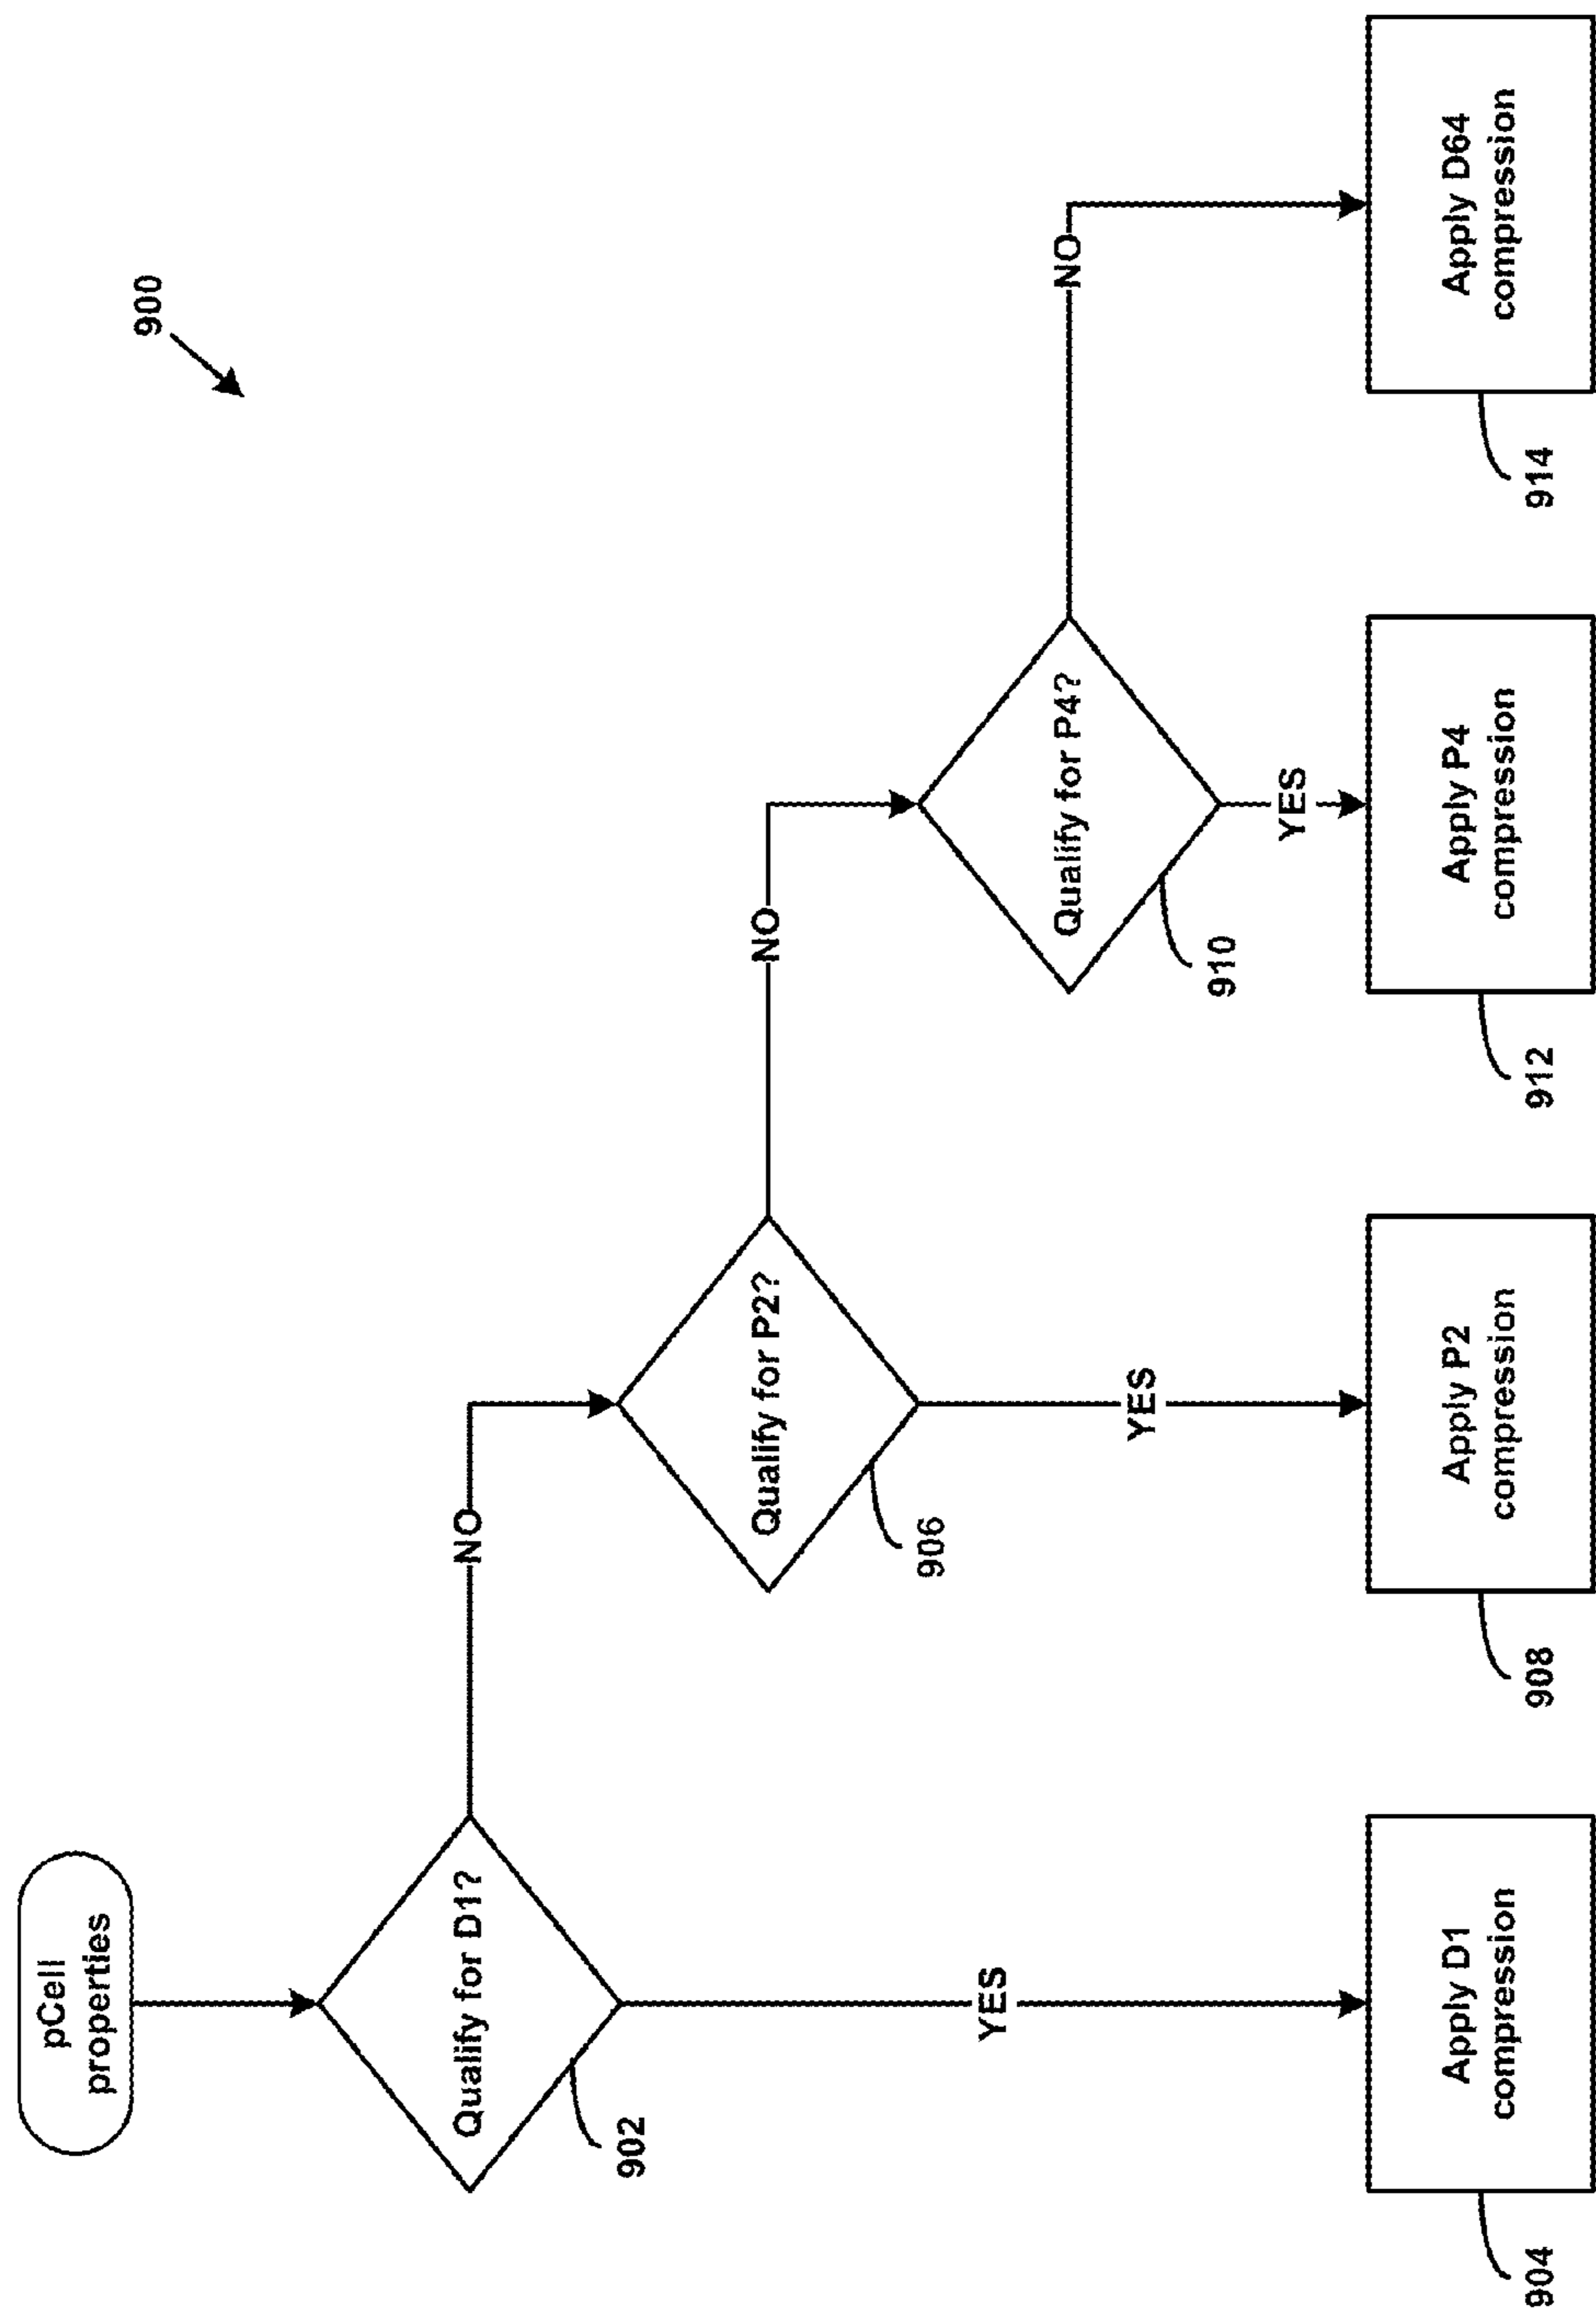 900
pCell
properties
Qualify for D1?
902
NO
YES
Qualify for P2?
906
NO
YES
Qualify for P4?
910
NO
YES
Apply D1
compression
904
Apply P2
compression
908
Apply P4
compression
912
Apply D64
compression
914